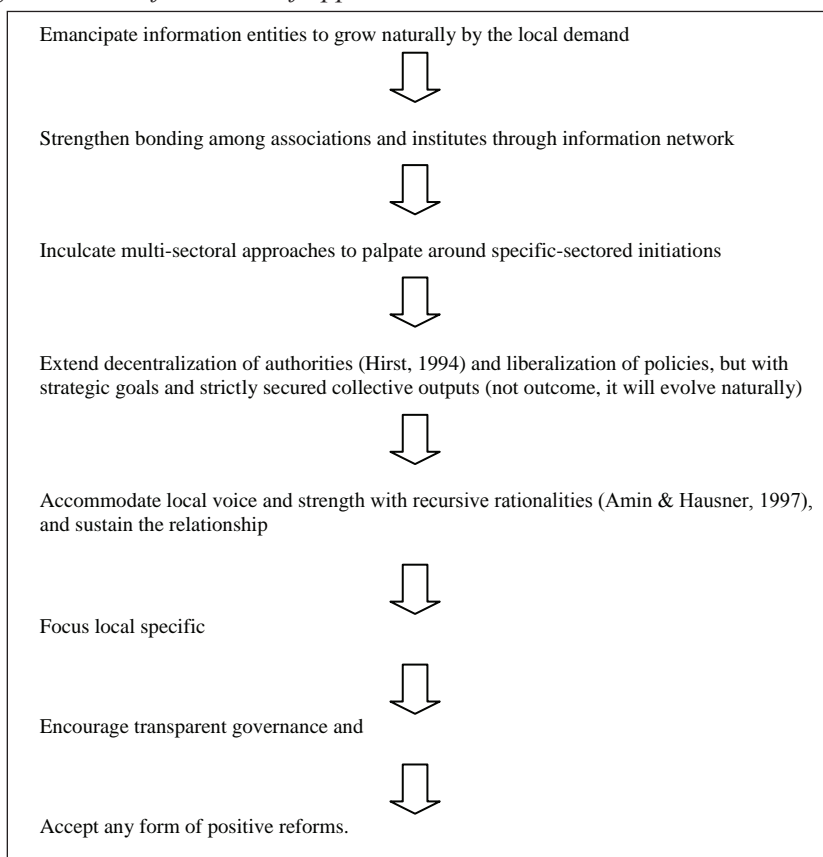 Emancipate information entities to grow naturally by the local demand
Strengthen bonding among associations and institutes through information network
Inculcate multi-sectoral approaches to palpate around specific-sectored initiations
Extend decentralization of authorities (Hirst, 1994) and liberalization of policies, but with
strategic goals and strictly secured collective outputs (not outcome, it will evolve naturally)
Accommodate local voice and strength with recursive rationalities (Amin & Hausner, 1997),
and sustain the relationship
Focus local specific
Encourage transparent governance and
Accept any form of positive reforms.